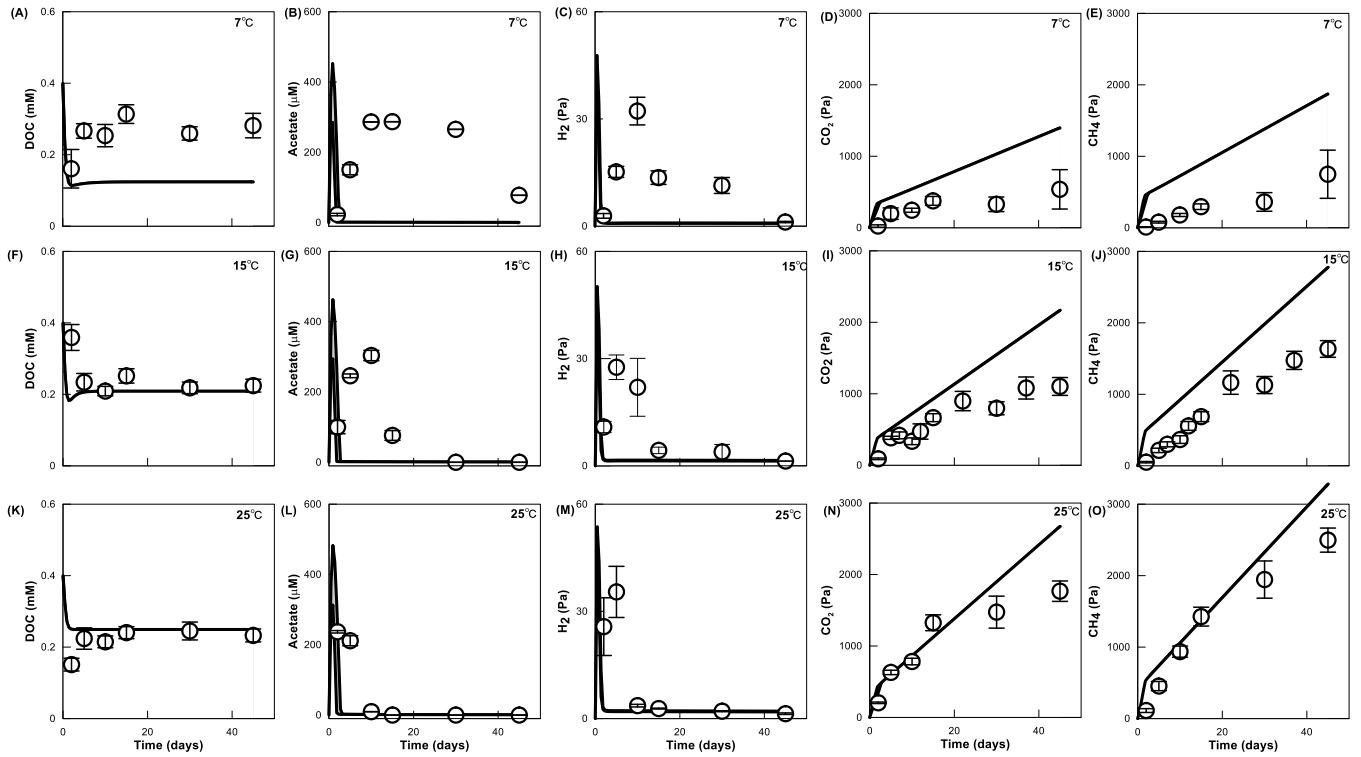 (A) 0.6 7°C (B) 600 7°C (C) 60 7°C (D) 3000 7°C (E) 3000 7°C
0.4 400 2000 2000
DOC (mM) Acetate (μM) H2 (Pa) 30 CO2 (Pa) CH4 (Pa)
0.2 200 1000 1000
0 0 0 0 0
(F) 0.6 15°C (G) 600 15°C (H) 60 15°C (I) 3000 15°C (J) 3000 15°C
0.4 400 2000 2000
DOC (mM) Acetate (μM) H2 (Pa) 30 CO2 (Pa) CH4 (Pa)
0.2 200 1000 1000
0 0 0 0 0
(K) 0.6 25°C (L) 600 25°C (M) 60 25°C (N) 3000 25°C (O) 3000 25°C
0.4 400 2000 2000
DOC (mM) Acetate (μM) H2 (Pa) 30 CO2 (Pa) CH4 (Pa)
0.2 200 1000 1000
0 0 0 0 0
0 20 40 0 20 40 0 20 40 0 20 40 0 20 40
Time (days) Time (days) Time (days) Time (days) Time (days)